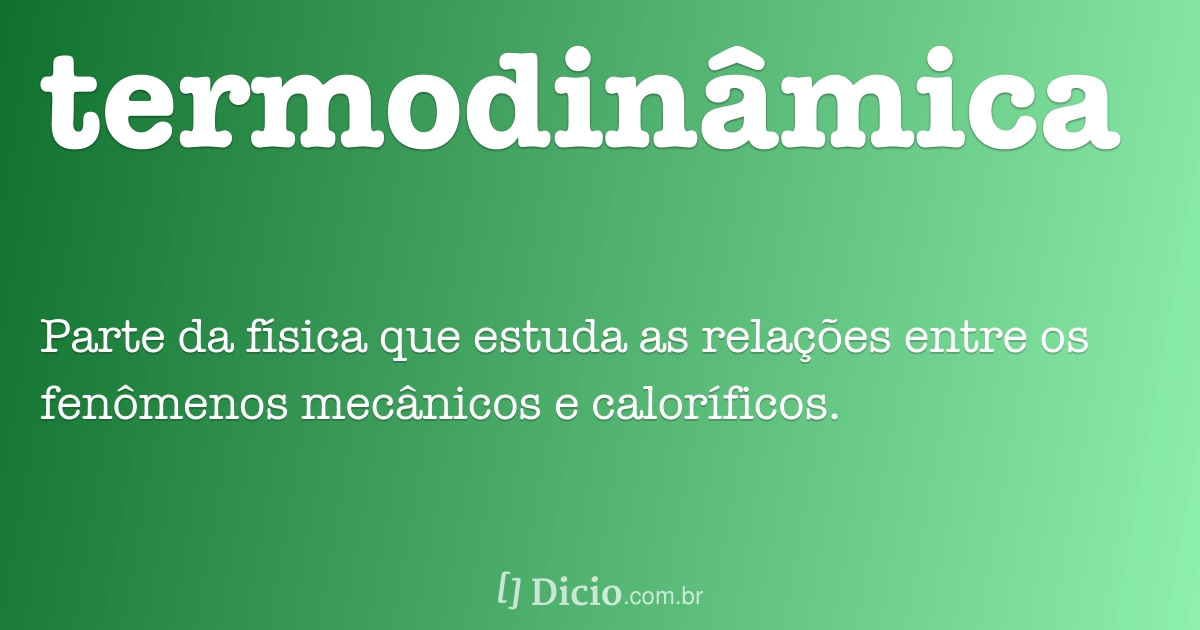 termodinâmica
Parte da física que estuda as relações entre os
fenômenos mecânicos e caloríficos.
[] Dicio.com.br